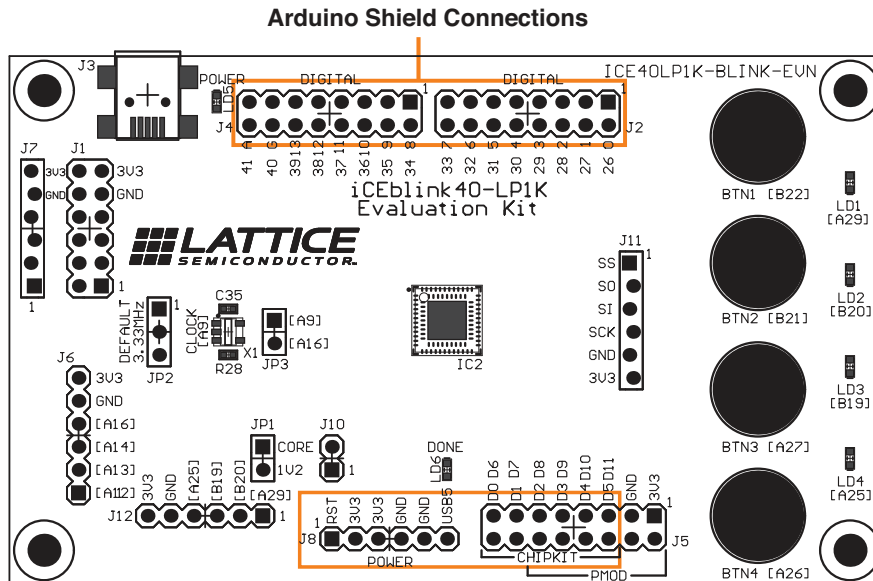 Arduino Shield Connections
J3
POWER
LD5
DIGITAL
DIGITAL
ICE40LP1K-BLINK-EVN
1
1
J4
J2
41 A
40 G
39 13
38 12
37 11
36 10
35 9
34 8
33 7
32 6
31 5
30 4
29 3
28 2
27 1
26 0
iCEblink40-LP1K
Evaluation Kit
J7
3V3
GND
1
J1
3V3
GND
1
LATTICE
SEMICONDUCTOR.
BTN1 [B22]
LD1
[A29]
BTN2 [B21]
LD2
[B20]
BTN3 [A27]
LD3
[B19]
BTN4 [A26]
LD4
[A25]
J11
1
SS
SO
SI
SCK
GND
3V3
DEFAULT
3.33MHz
1
JP2
CLOCK
[A9]
C35
X1
R28
[A9]
[A16]
JP3
IC2
J6
3V3
GND
[A16]
[A14]
[A13]
[A112]
JP1
CORE
1V2
J10
1
DONE
LD6
J12
3V3
GND
[A25]
[B19]
[B20]
[A29]
1
J8
1
RST
3V3
3V3
GND
GND
USB5
POWER
D0 D6
D1 D7
D2 D8
D3 D9
D4 D10
D5 D11
GND
3V3
1
J5
CHIPKIT
PMOD